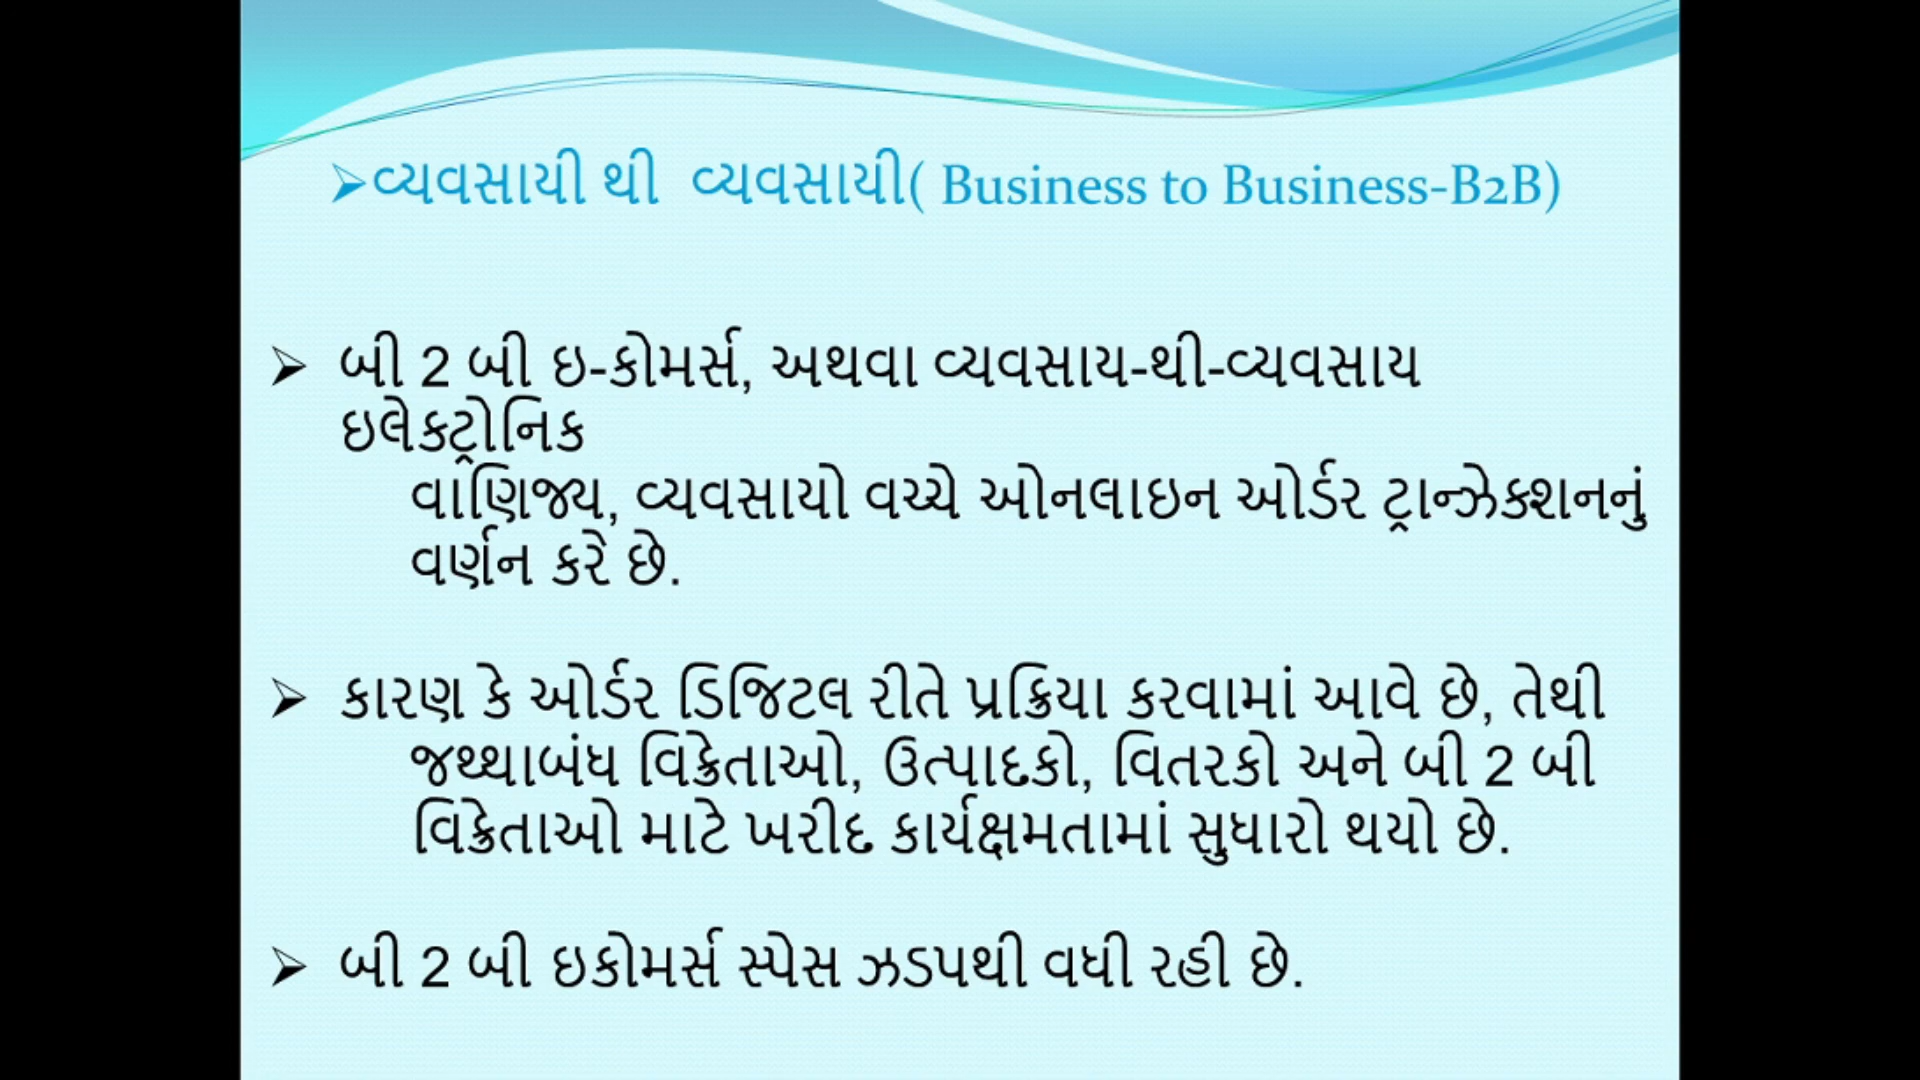 ➢વ્યવસાયી થી વ્યવસાયી( Business to Business-B2B)
➢ બી 2 બી ઇ-કોમર્સ, અથવા વ્યવસાય-થી-વ્યવસાય
ઇલેક્ટ્રોનિક
વાણિજ્ય, વ્યવસાયો વચ્ચે ઓનલાઇન ઓર્ડર ટ્રાન્ઝેક્શનનું
વર્ણન કરે છે.
➢ કારણ કે ઓર્ડર ડિજિટલ રીતે પ્રક્રિયા કરવામાં આવે છે, તેથી
જથ્થાબંધ વિક્રેતાઓ, ઉત્પાદકો, વિતરકો અને બી 2 બી
વિક્રેતાઓ માટે ખરીદ કાર્યક્ષમતામાં સુધારો થયો છે.
➢ બી 2 બી ઇકોમર્સ સ્પેસ ઝડપથી વધી રહી છે.